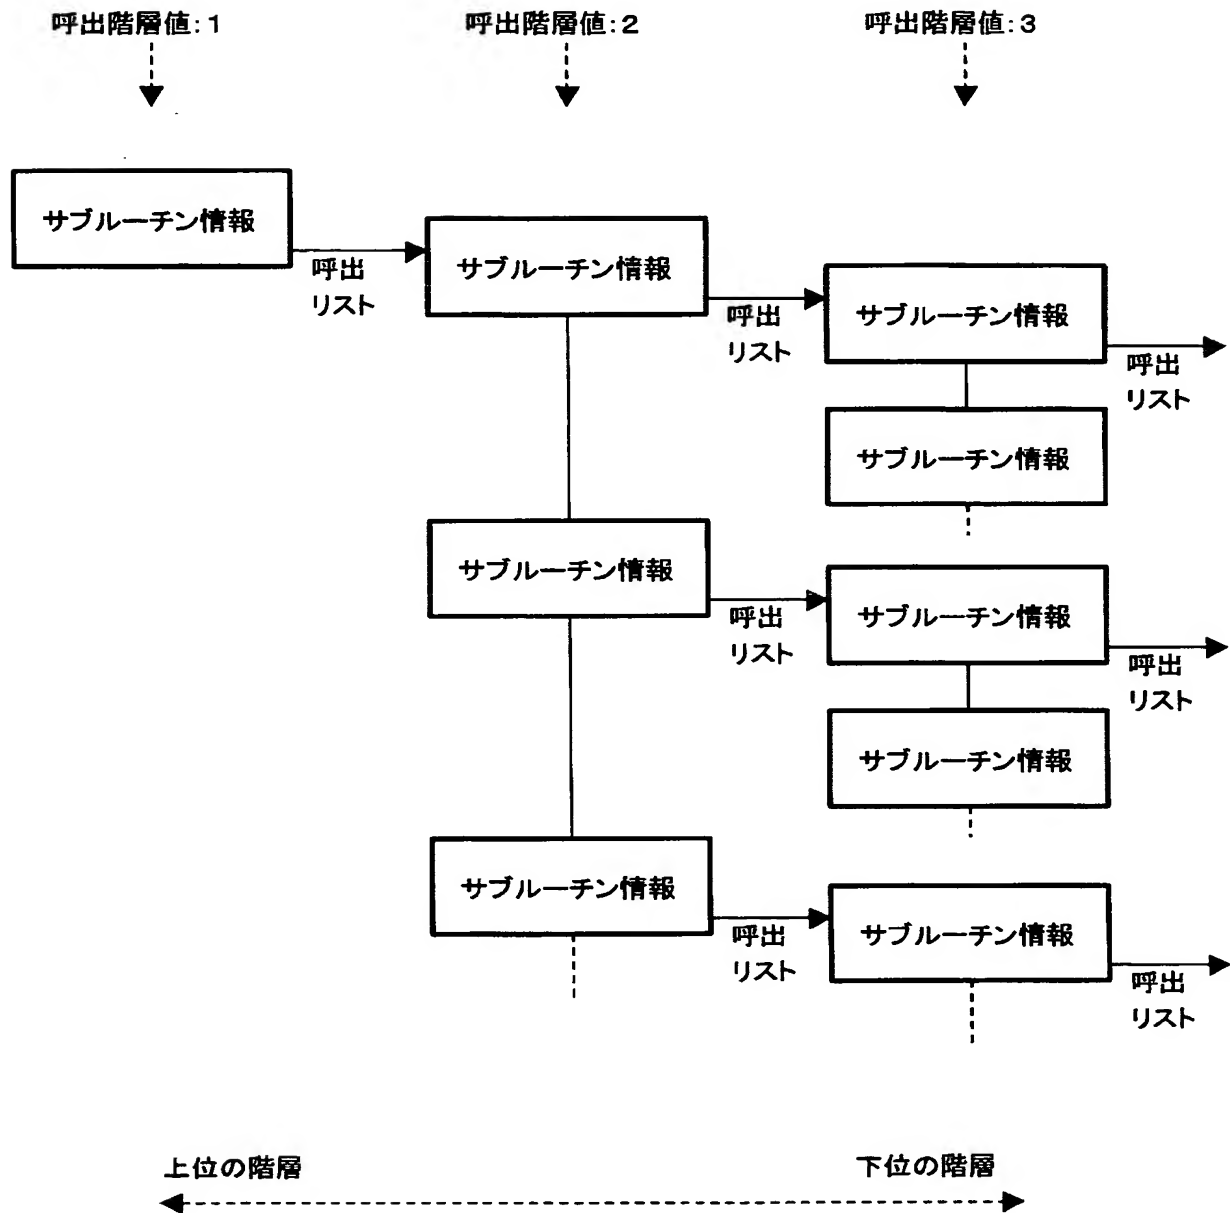 呼出階層値:1
呼出階層値:2
呼出階層値:3
サブルーチン情報
呼出
リスト
サブルーチン情報
呼出
リスト
サブルーチン情報
呼出
リスト
サブルーチン情報
サブルーチン情報
呼出
リスト
サブルーチン情報
呼出
リスト
サブルーチン情報
サブルーチン情報
呼出
リスト
サブルーチン情報
呼出
リスト
上位の階層
下位の階層